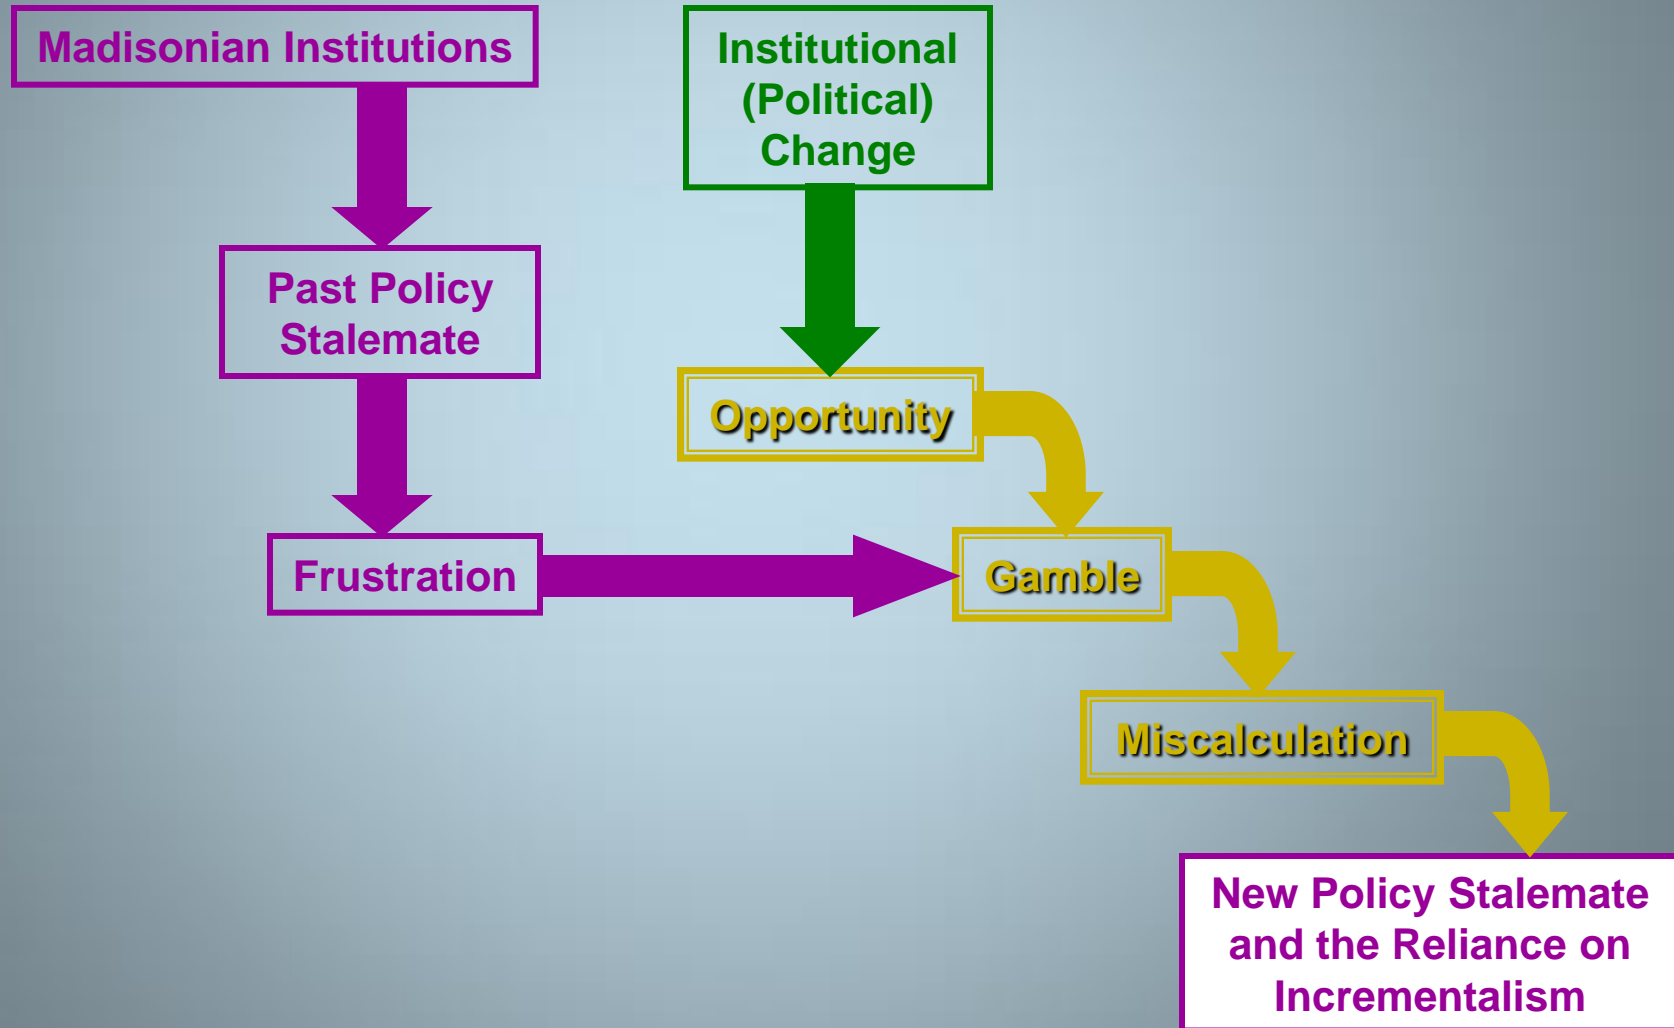 Madisonian Institutions
Institutional
(Political)
Change
Past Policy
Stalemate
Opportunity
Frustration
Gamble
Miscalculation
New Policy Stalemate
and the Reliance on
Incrementalism